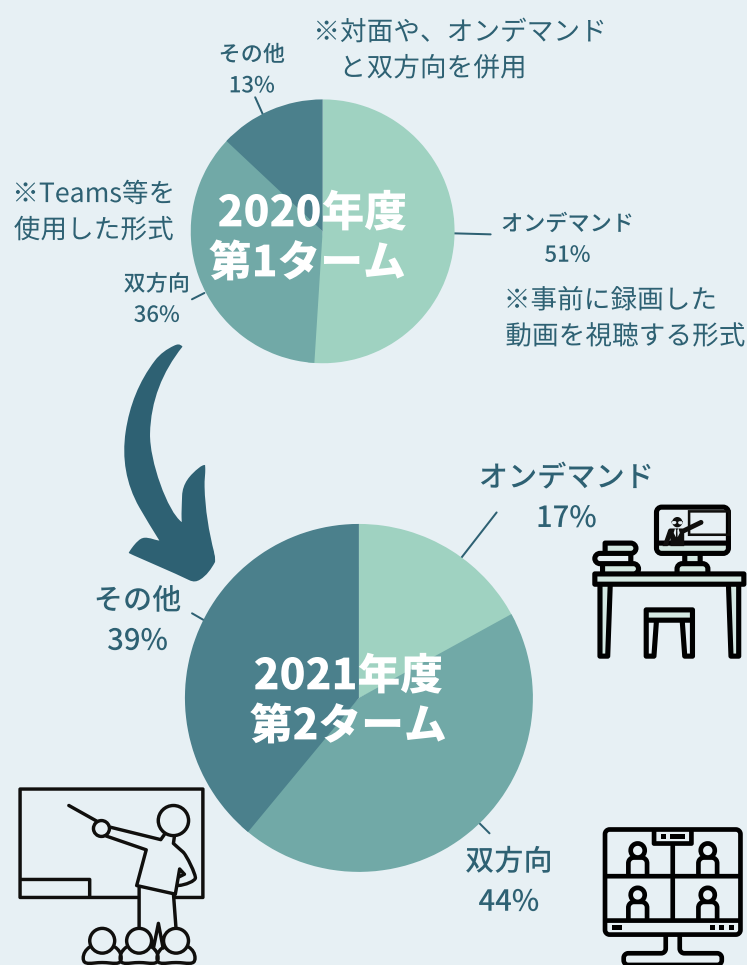 ※対面や、オンデマンド
と双方向を併用
その他
13%
※Teams等を
使用した形式
2020年度
第1ターム
オンデマンド
51%
双方向
36%
※事前に録画した
動画を視聴する形式
オンデマンド
17%
その他
39%
2021年度
第2ターム
双方向
44%